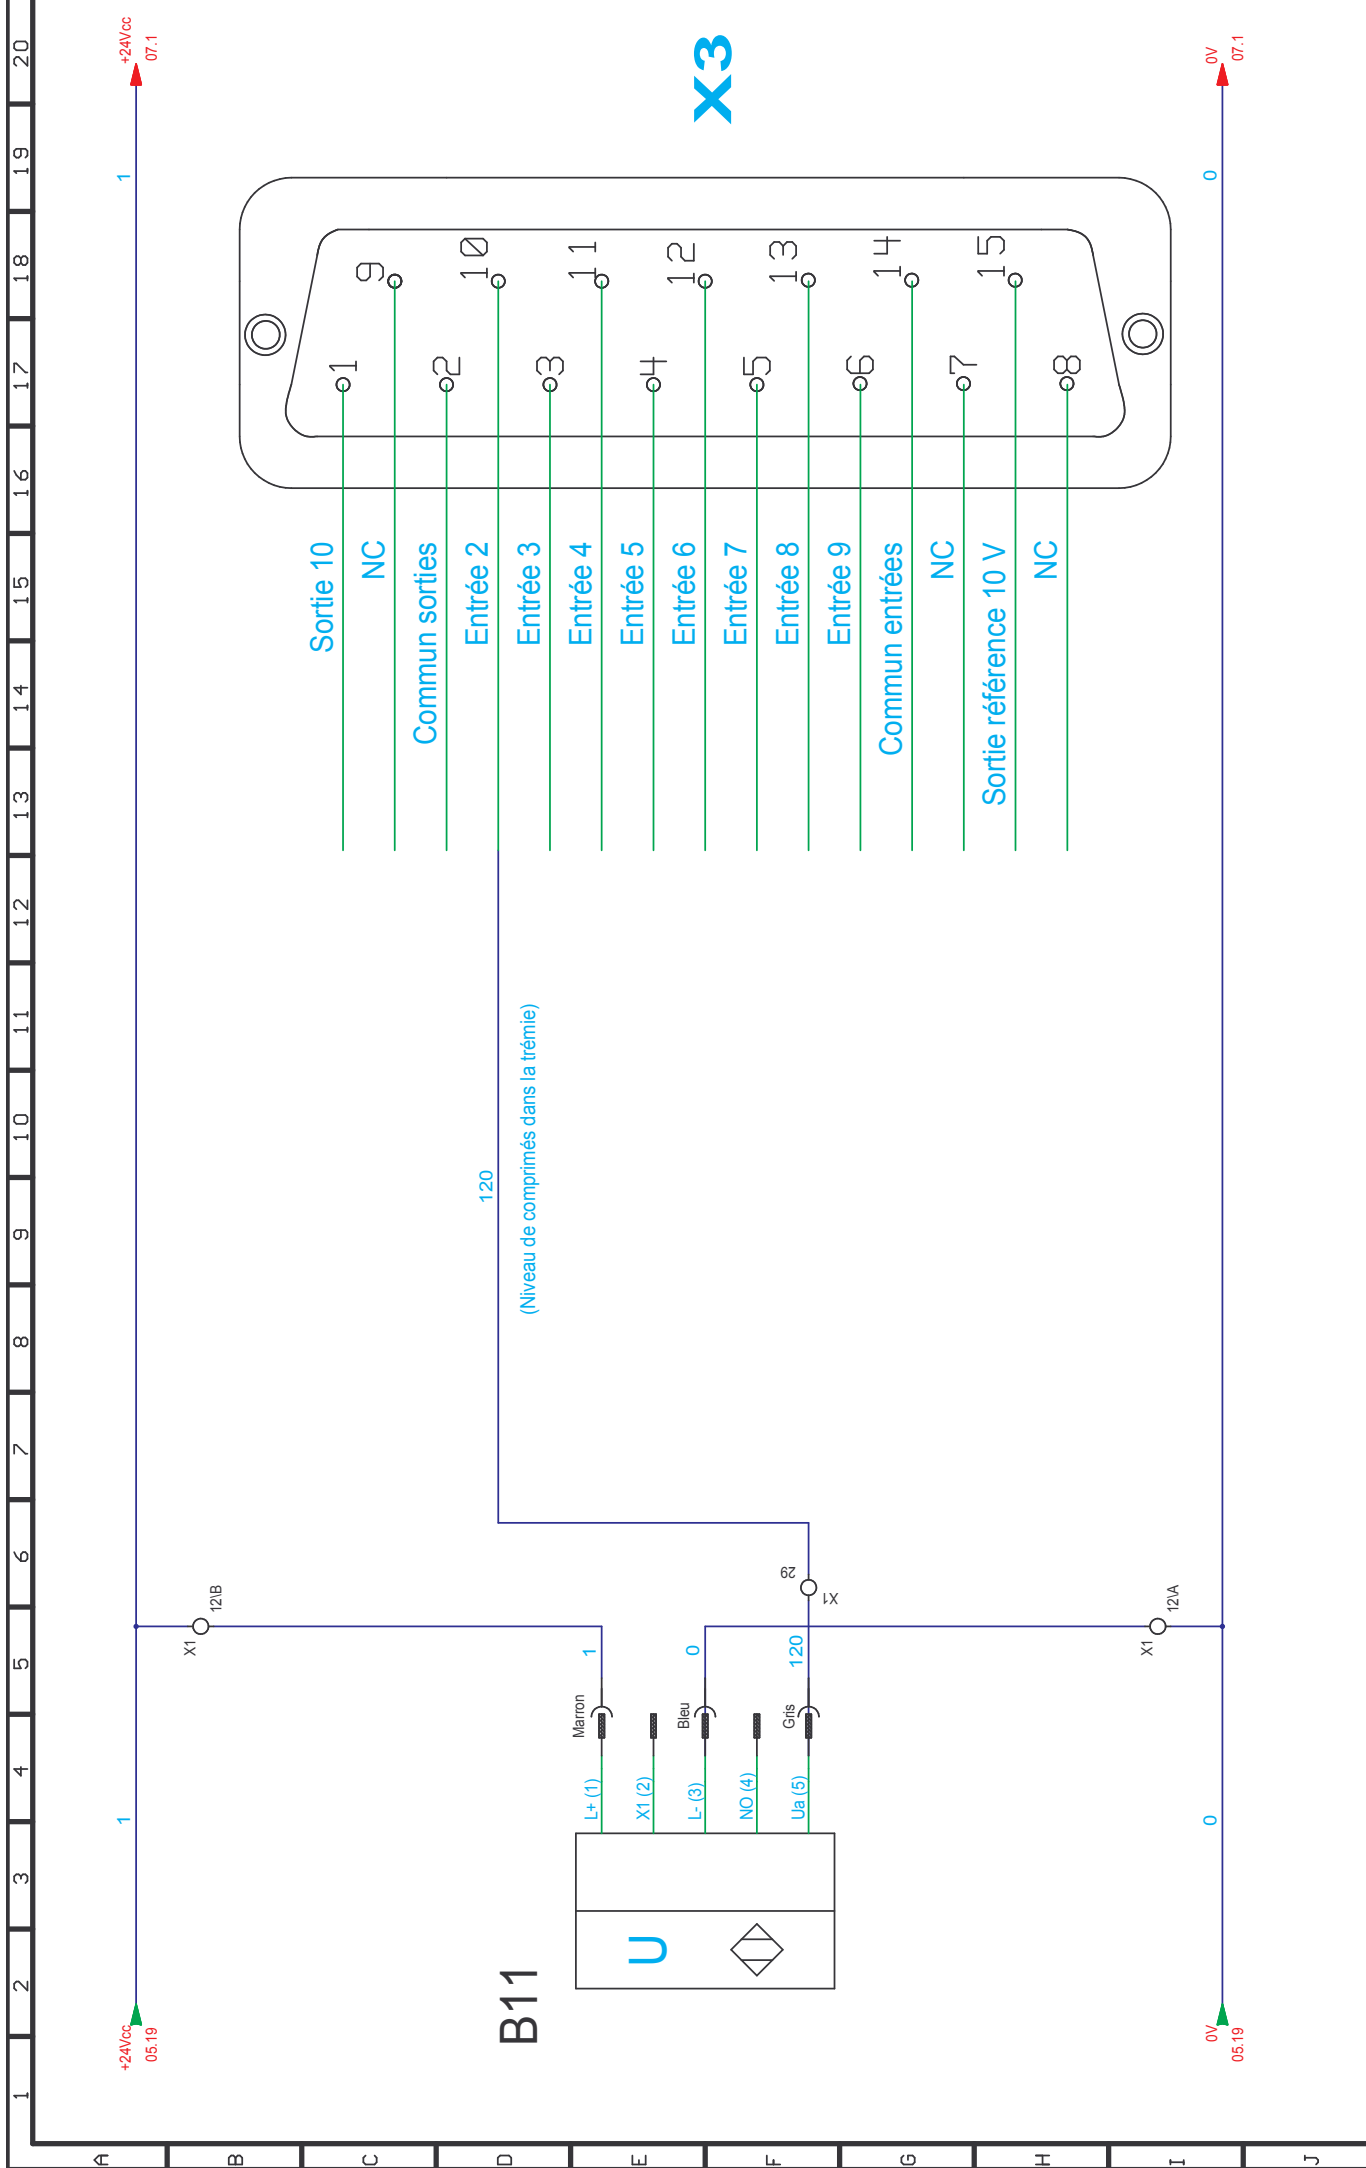 1 2 3 4 5 6 7 8 9 10 11 12 13 14 15 16 17 18 19 20
A
B
C
D
E
F
G
H
I
J
+24Vcc
05.19
1
1
+24Vcc
07.1
X1
12\B
B11
U
L+ (1)
Marron
1
X1 (2)
L- (3)
Bleu
0
NO (4)
Ua (5)
Gris
120
29
X1
120
(Niveau de comprimés dans la trémie)
Sortie 10
1
NC
9
Commun sorties
2
Entrée 2
10
Entrée 3
3
Entrée 4
11
Entrée 5
4
Entrée 6
12
Entrée 7
5
Entrée 8
13
Entrée 9
6
Commun entrées
14
NC
7
Sortie référence 10 V
15
NC
8
X3
X1
12\A
0V
05.19
0
0
0V
07.1